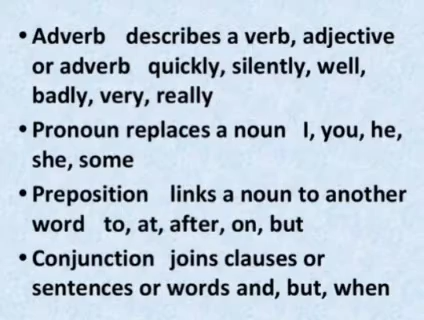 • Adverb describes a verb, adjective
or adverb quickly, silently, well,
badly, very, really
• Pronoun replaces a noun I, you, he,
she, some
• Preposition links a noun to another
word to, at, after, on, but
• Conjunction joins clauses or
sentences or words and, but, when